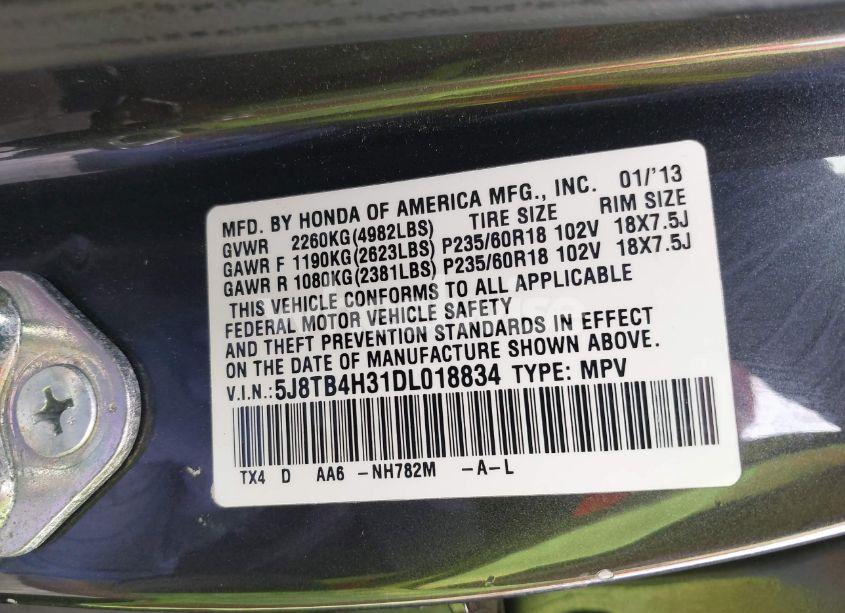 MFD. BY HONDA OF AMERICA MFG., INC. 01/'13
GVWR 2260KG(4982LBS) TIRE SIZE RIM SIZE
GAWR F 1190KG(2623LBS) P235/60R18 102V 18X7.5J
GAWR R 1080KG(2381LBS) P235/60R18 102V 18X7.5J
THIS VEHICLE CONFORMS TO ALL APPLICABLE
FEDERAL MOTOR VEHICLE SAFETY
AND THEFT PREVENTION STANDARDS IN EFFECT
ON THE DATE OF MANUFACTURE SHOWN ABOVE.
V.I.N.:5J8TB4H31DL018834 TYPE: MPV
TX4 D AA6 -NH782M -A-L